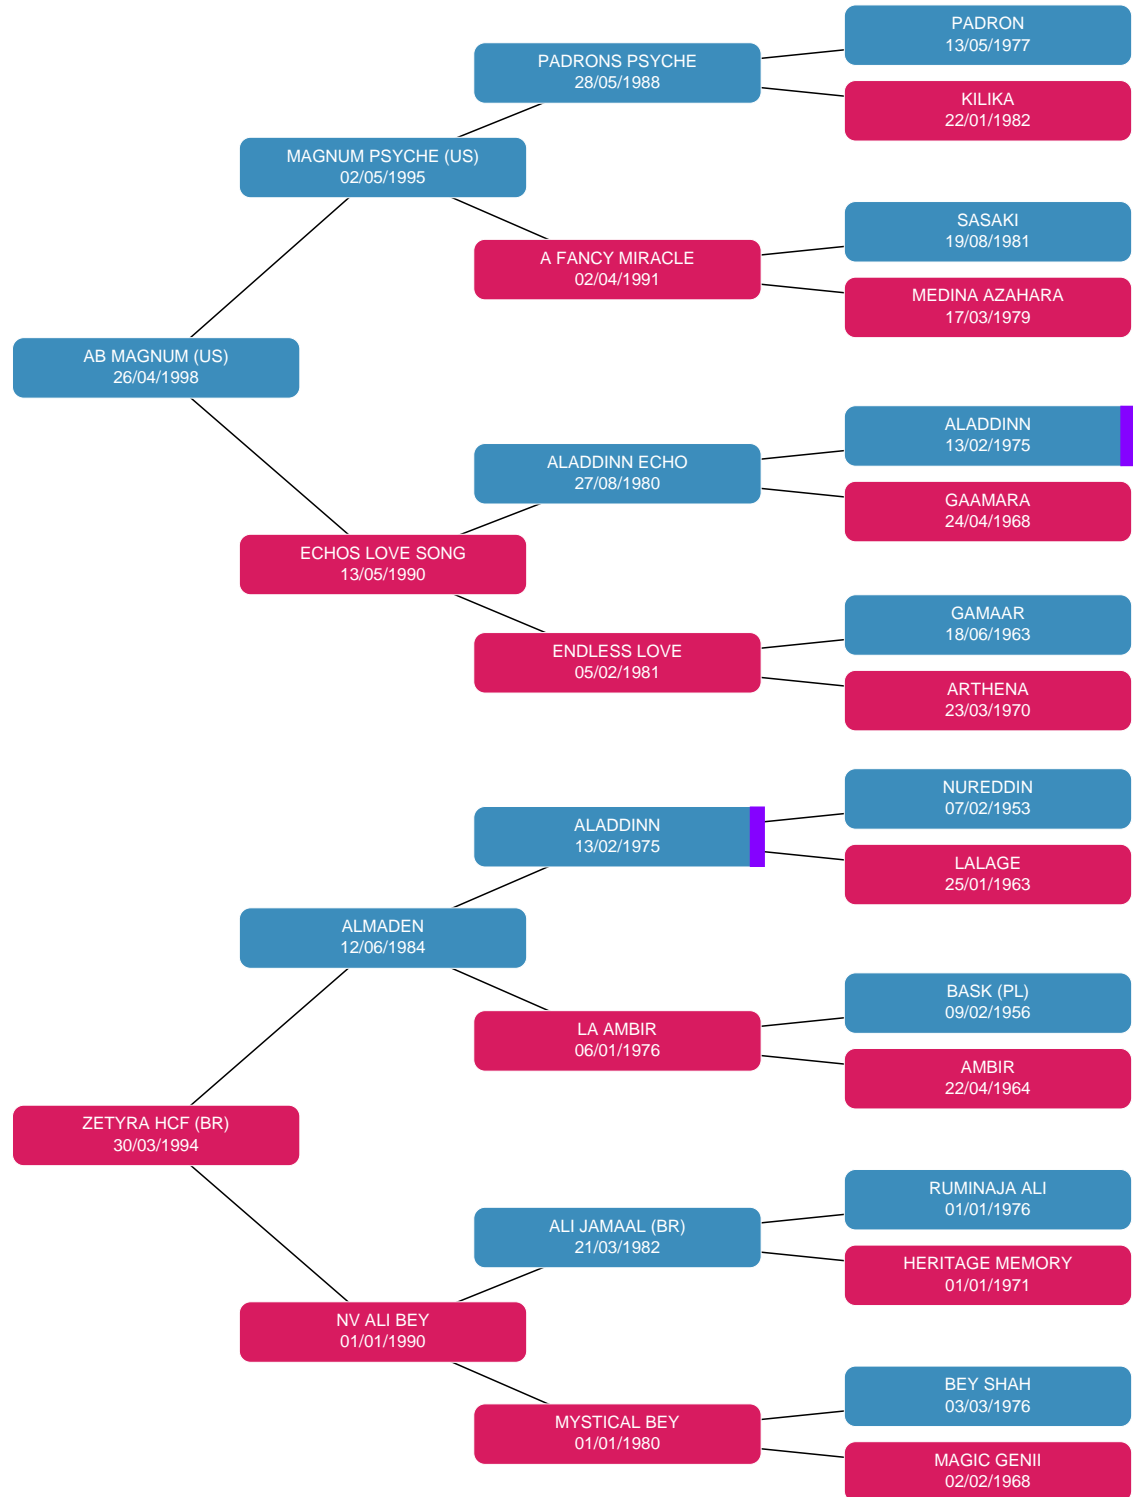 PADRON
13/05/1977
PADRONS PSYCHE
28/05/1988
KILIKA
22/01/1982
MAGNUM PSYCHE (US)
02/05/1995
SASAKI
19/08/1981
A FANCY MIRACLE
02/04/1991
MEDINA AZAHARA
17/03/1979
AB MAGNUM (US)
26/04/1998
ALADDINN
13/02/1975
ALADDINN ECHO
27/08/1980
GAAMARA
24/04/1968
ECHOS LOVE SONG
13/05/1990
GAMAAR
18/06/1963
ENDLESS LOVE
05/02/1981
ARTHENA
23/03/1970
NUREDDIN
07/02/1953
ALADDINN
13/02/1975
LALAGE
25/01/1963
ALMADEN
12/06/1984
BASK (PL)
09/02/1956
LA AMBIR
06/01/1976
AMBIR
22/04/1964
ZETYRA HCF (BR)
30/03/1994
RUMINAJA ALI
01/01/1976
ALI JAMAAL (BR)
21/03/1982
HERITAGE MEMORY
01/01/1971
NV ALI BEY
01/01/1990
BEY SHAH
03/03/1976
MYSTICAL BEY
01/01/1980
MAGIC GENII
02/02/1968